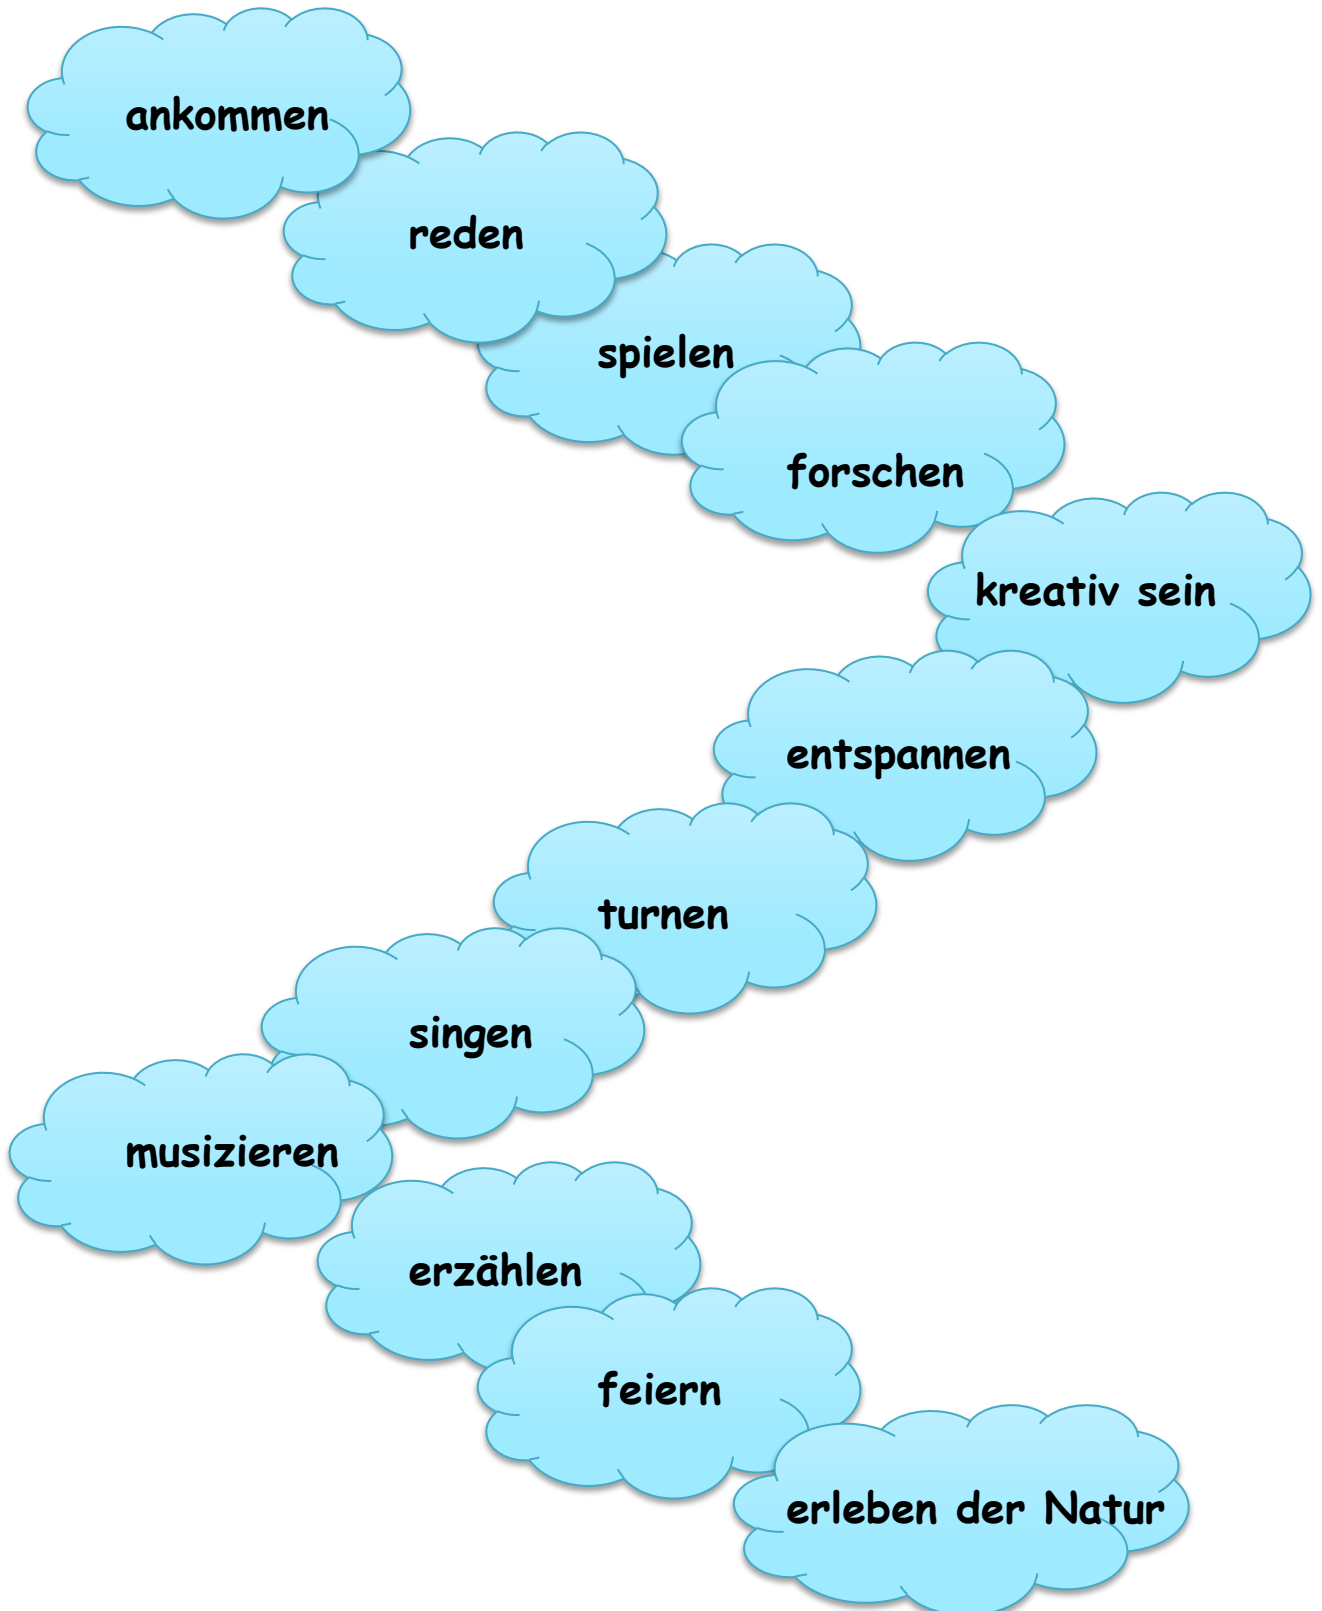 ankommen
reden
spielen
forschen
kreativ sein
entspannen
turnen
singen
musizieren
erzählen
feiern
erleben der Natur